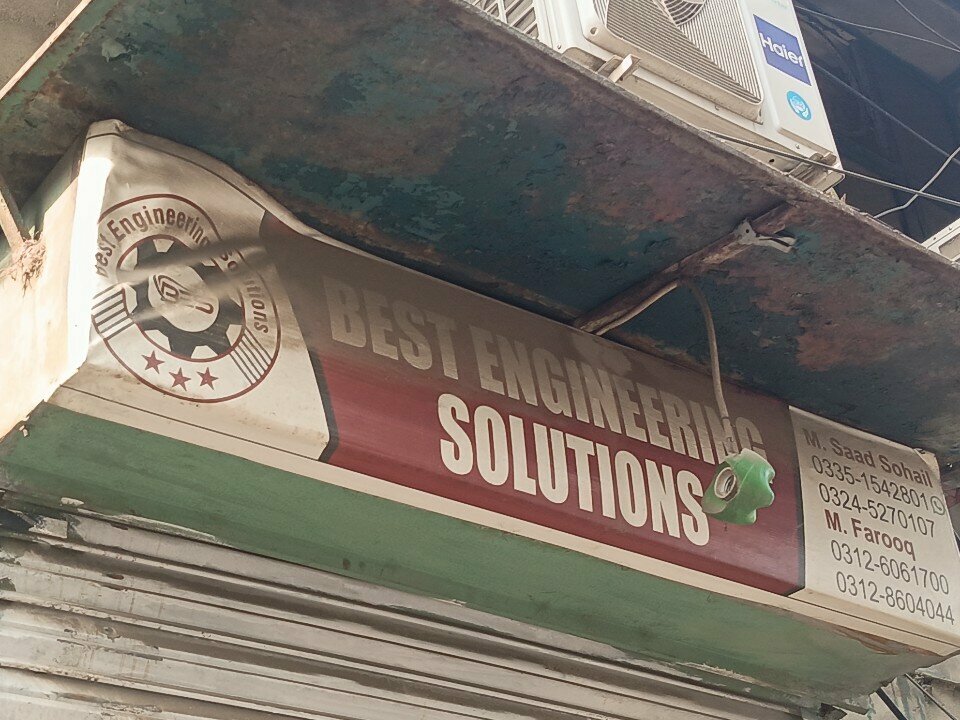 Haier
Best Engineering Solutions
BEST ENGINEERING
SOLUTIONS
M. Saad Sohail
0335-1542801
0324-5270107
M. Farooq
0312-6061700
0312-8604044